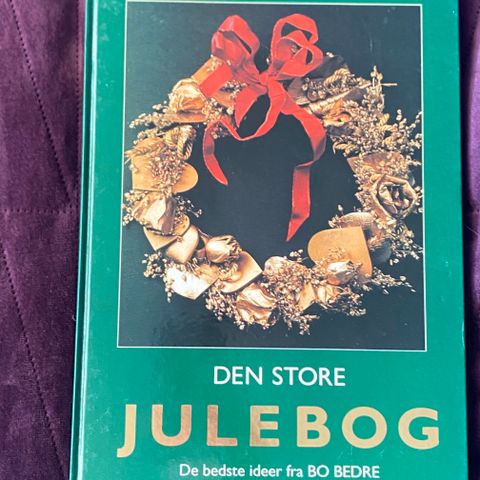 DEN STORE
JULEBOG
De bedste ideer fra BO BEDRE